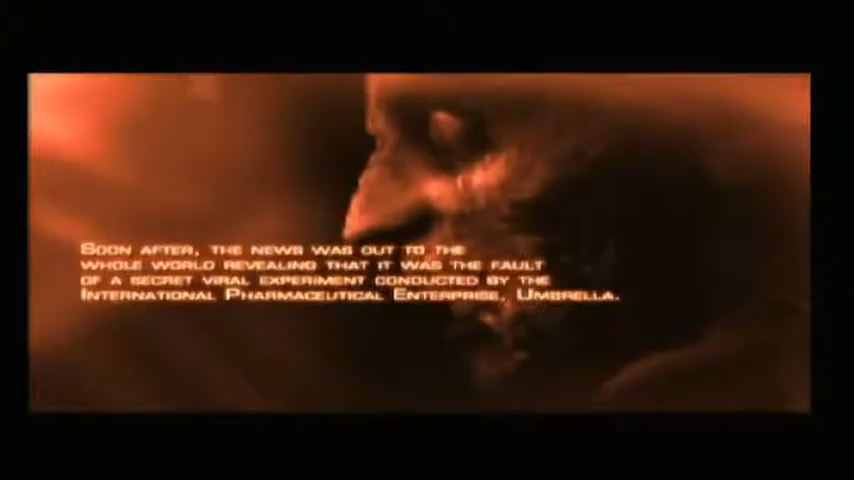 Soon after, the news was out to the
whole world revealing that it was the fault
of a secret viral experiment conducted by the
International Pharmaceutical Enterprise, Umbrella.